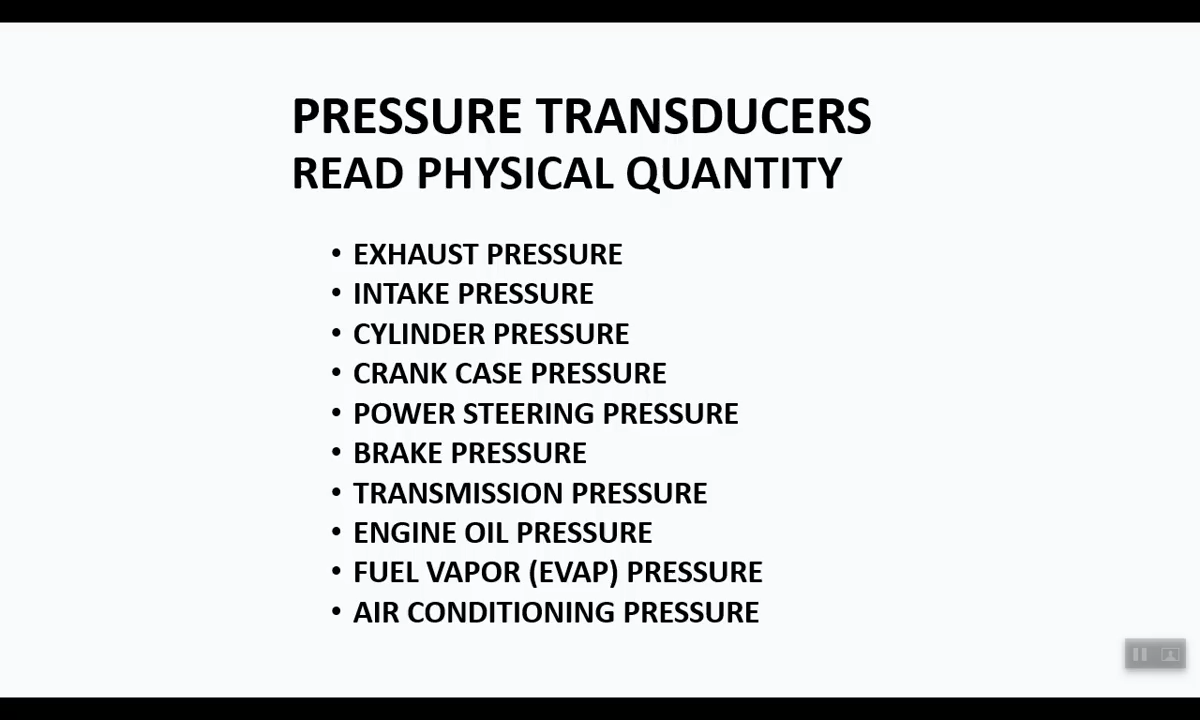 PRESSURE TRANSDUCERS
READ PHYSICAL QUANTITY
• EXHAUST PRESSURE
• INTAKE PRESSURE
• CYLINDER PRESSURE
• CRANK CASE PRESSURE
• POWER STEERING PRESSURE
• BRAKE PRESSURE
• TRANSMISSION PRESSURE
• ENGINE OIL PRESSURE
• FUEL VAPOR (EVAP) PRESSURE
• AIR CONDITIONING PRESSURE